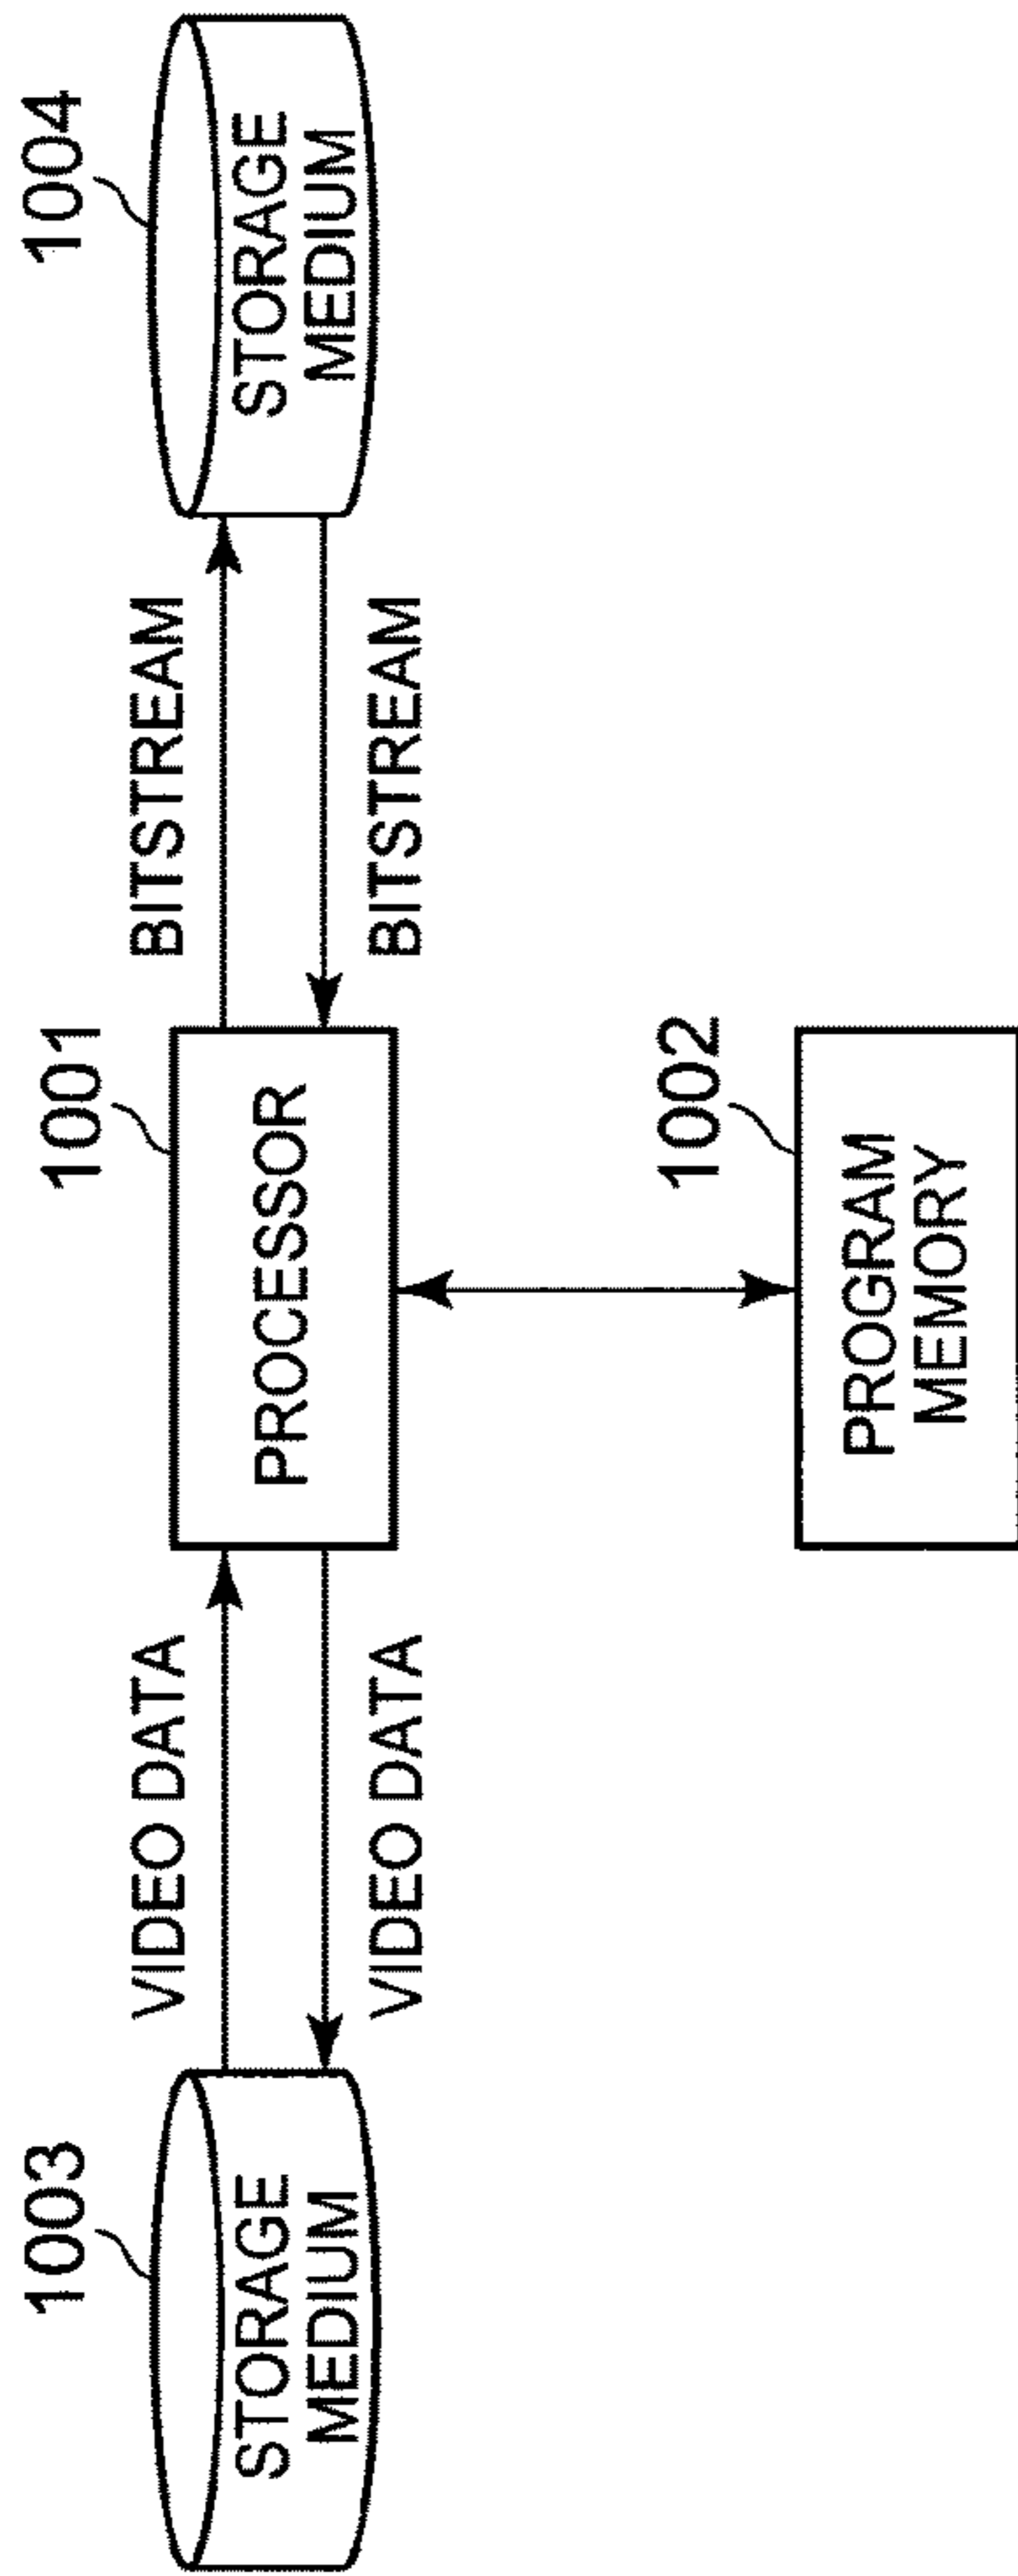 1003
STORAGE
MEDIUM
VIDEO DATA
VIDEO DATA
1001
PROCESSOR
BITSTREAM
BITSTREAM
1004
STORAGE
MEDIUM
1002
PROGRAM
MEMORY